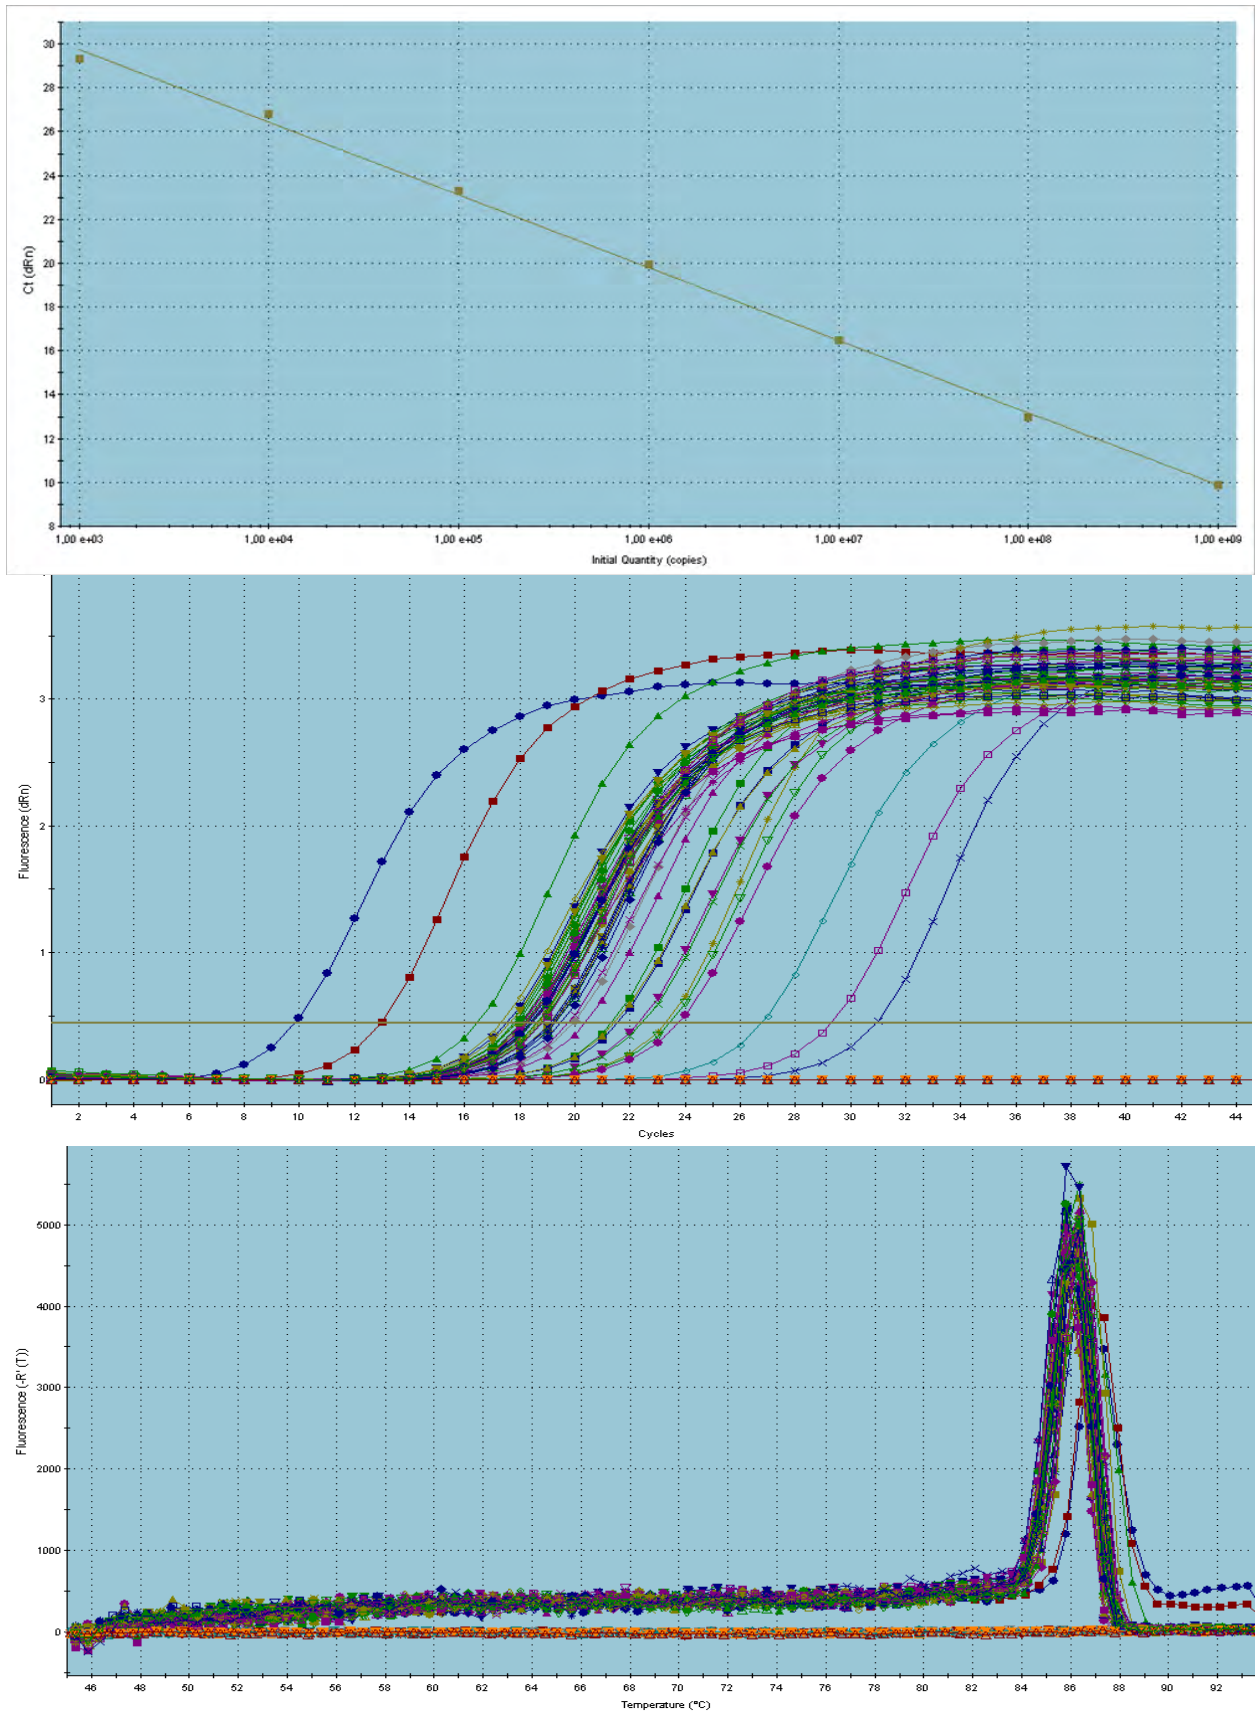 30
28
26
24
22
20
18
16
14
12
10
8
Ct (dRn)
1,00 e+03 1,00 e+04 1,00 e+05 1,00 e+06 1,00 e+07 1,00 e+08 1,00 e+09
Initial Quantity (copies)
3
2
1
0
Fluorescence (dRn)
2 4 6 8 10 12 14 16 18 20 22 24 26 28 30 32 34 36 38 40 42 44
Cycles
5000
4000
3000
2000
1000
0
Fluorescence (-R'(T))
46 48 50 52 54 56 58 60 62 64 66 68 70 72 74 76 78 80 82 84 86 88 90 92
Temperature (°C)